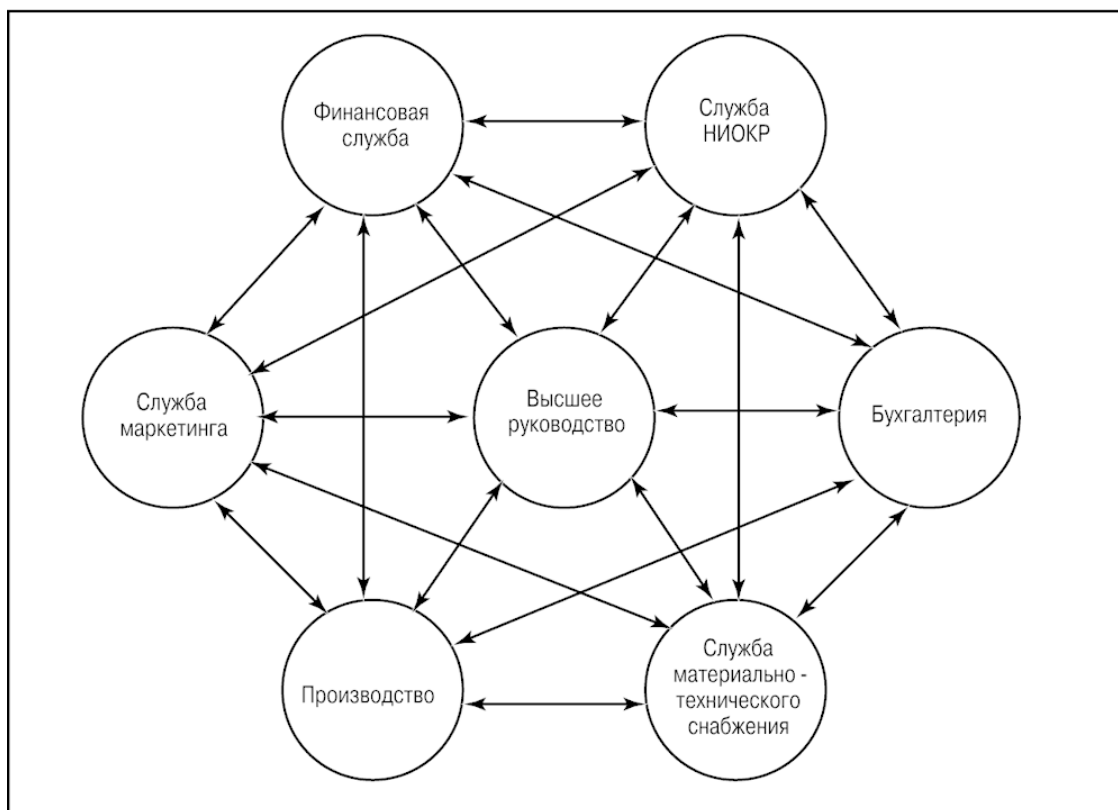 Финансовая
служба
Служба
НИОКР
Служба
маркетинга
Высшее
руководство
Бухгалтерия
Производство
Служба
материально -
технического
снабжения